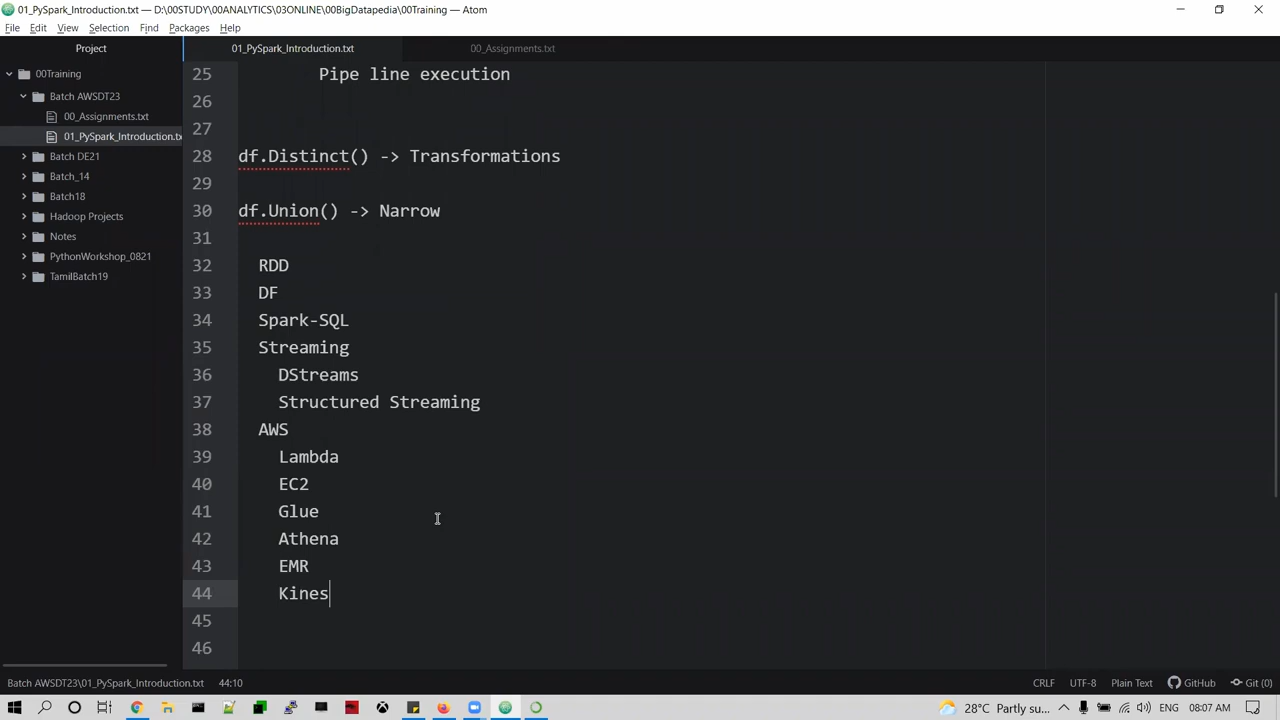 01_PySpark_Introduction.txt — D:\00STUDY\00ANALYTICS\03ONLINE\00BigDatapedia\00Training — Atom
File Edit View Selection Find Packages Help
Project
01_PySpark_Introduction.txt
00_Assignments.txt
00Training
Batch AWSDT23
00_Assignments.txt
01_PySpark_Introduction.tx
Batch DE21
Batch_14
Batch18
Hadoop Projects
Notes
PythonWorkshop_0821
TamilBatch19
25 Pipe line execution
26
27
28 df.Distinct() -> Transformations
29
30 df.Union() -> Narrow
31
32 RDD
33 DF
34 Spark-SQL
35 Streaming
36 DStreams
37 Structured Streaming
38 AWS
39 Lambda
40 EC2
41 Glue
42 Athena
43 EMR
44 Kines
45
46
Batch AWSDT23\01_PySpark_Introduction.txt 44:10 CRLF UTF-8 Plain Text GitHub Git (0)
28°C Partly su... ENG 08:07 AM